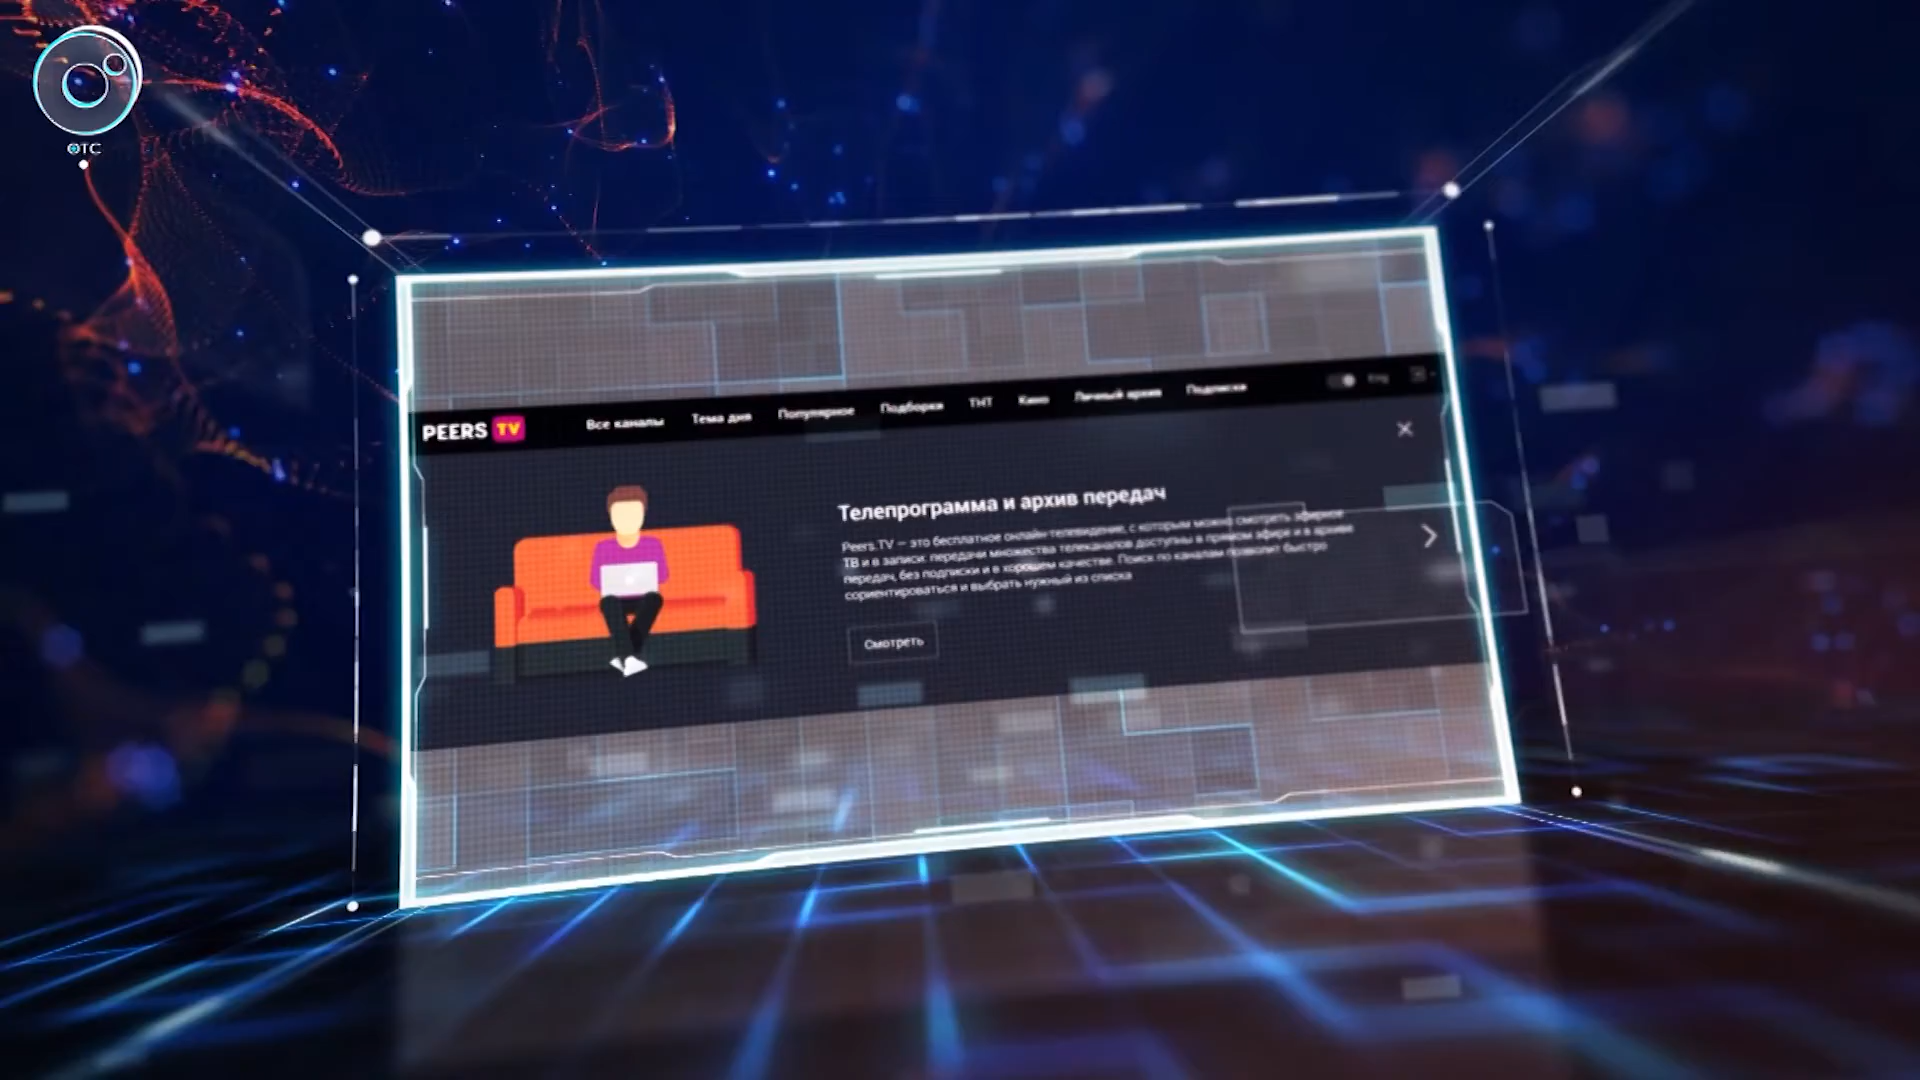 ОТС
PEERS TV
Все каналы Тема дня Популярное Подборки ТНТ Кино Личный архив Подписка Eng
Телепрограмма и архив передач
Peers.TV — это бесплатное онлайн-телевидение, с которым можно смотреть эфирное
ТВ и в записи: передачи множества телеканалов доступны в прямом эфире и в архиве
передач, без подписки и в хорошем качестве. Поиск по каналам позволит быстро
сориентироваться и выбрать нужный из списка
Смотреть